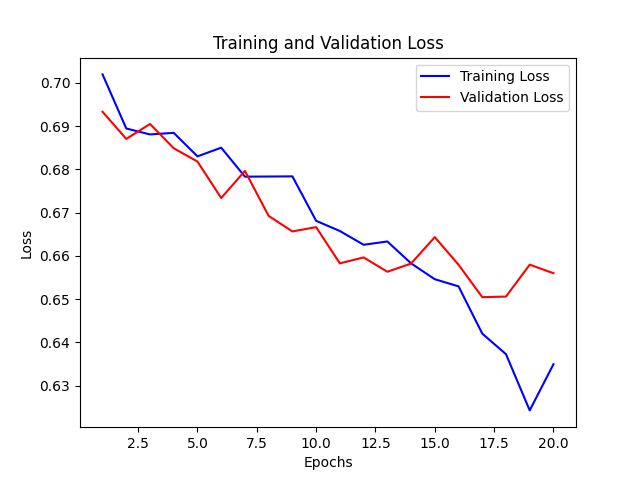 Training and Validation Loss
Training Loss
Validation Loss
Loss
0.70
0.69
0.68
0.67
0.66
0.65
0.64
0.63
2.5 5.0 7.5 10.0 12.5 15.0 17.5 20.0
Epochs